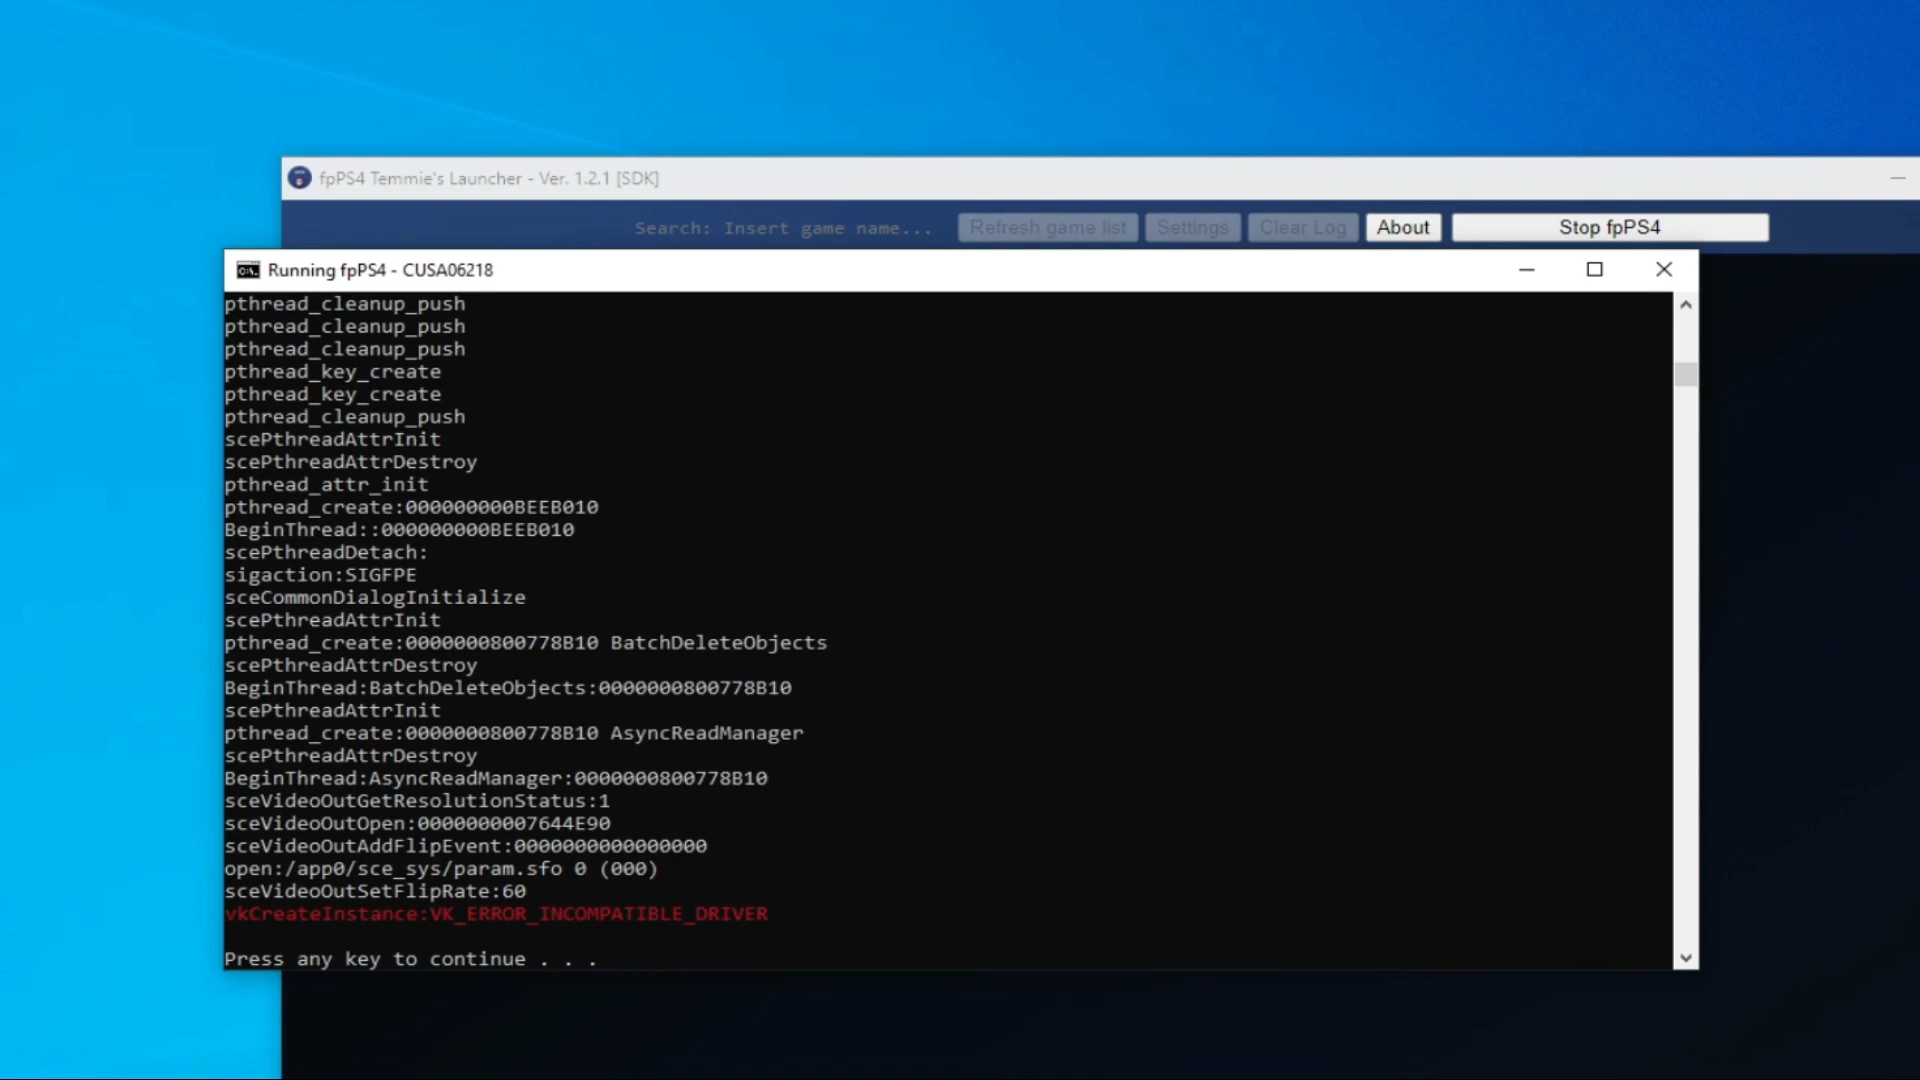 fpPS4 Temmie's Launcher - Ver. 1.2.1 [SDK]
Search: Insert game name... Refresh game list Settings Clear Log About Stop fpPS4
Running fpPS4 - CUSA06218
pthread_cleanup_push
pthread_cleanup_push
pthread_cleanup_push
pthread_key_create
pthread_key_create
pthread_cleanup_push
scePthreadAttrInit
scePthreadAttrDestroy
pthread_attr_init
pthread_create:000000000BEEB010
BeginThread::000000000BEEB010
scePthreadDetach:
sigaction:SIGFPE
sceCommonDialogInitialize
scePthreadAttrInit
pthread_create:0000000800778B10 BatchDeleteObjects
scePthreadAttrDestroy
BeginThread:BatchDeleteObjects:0000000800778B10
scePthreadAttrInit
pthread_create:0000000800778B10 AsyncReadManager
scePthreadAttrDestroy
BeginThread:AsyncReadManager:0000000800778B10
sceVideoOutGetResolutionStatus:1
sceVideoOutOpen:0000000007644E90
sceVideoOutAddFlipEvent:0000000000000000
open:/app0/sce_sys/param.sfo 0 (000)
sceVideoOutSetFlipRate:60
vkCreateInstance:VK_ERROR_INCOMPATIBLE_DRIVER
Press any key to continue . . .